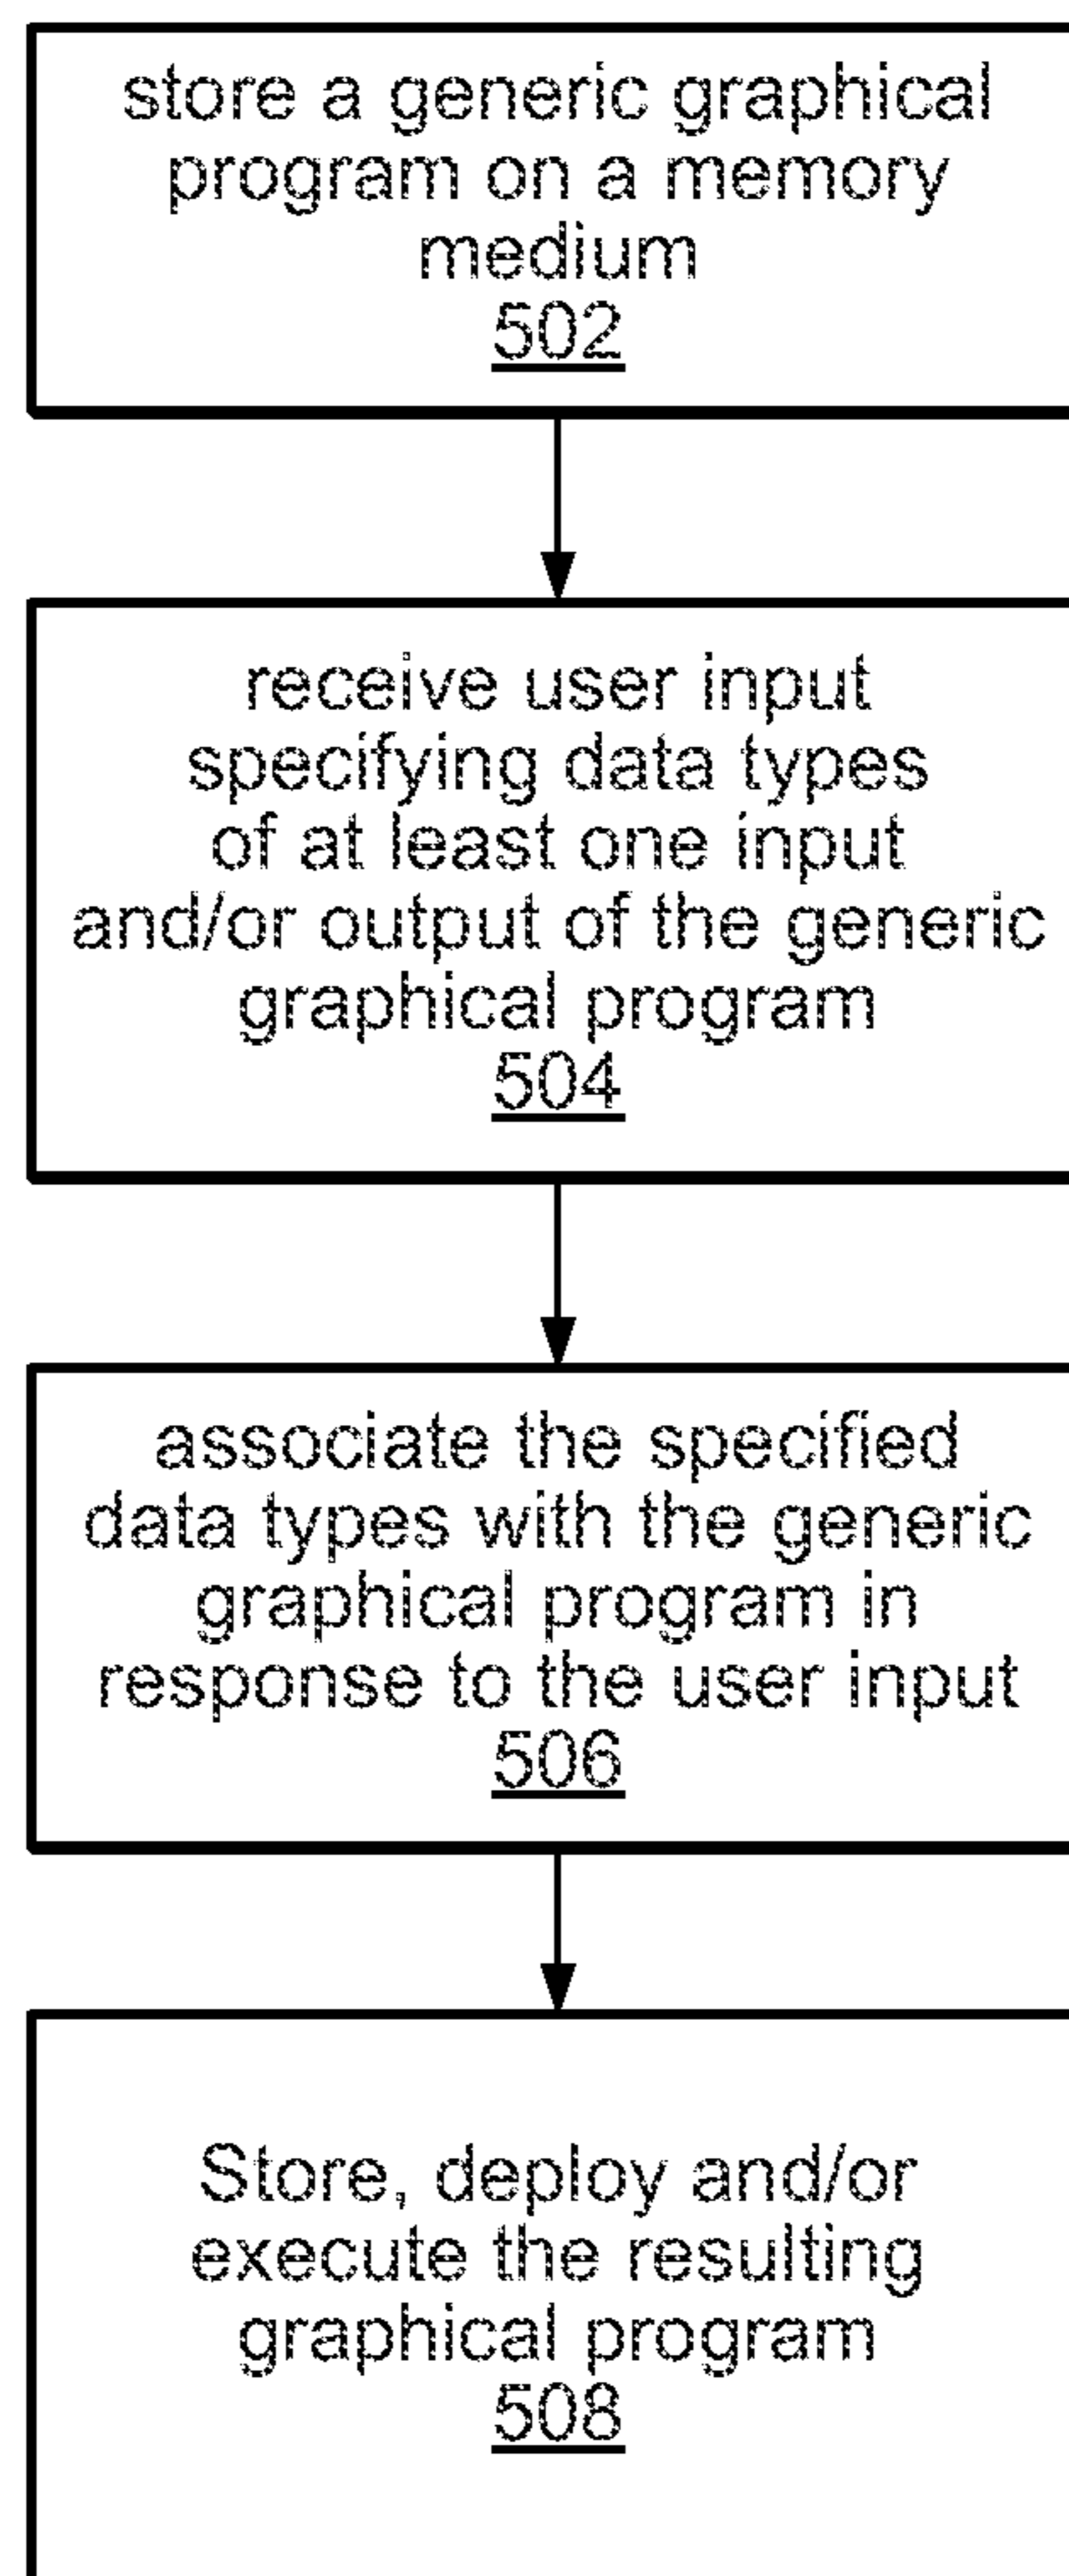 store a generic graphical
program on a memory
medium
502
receive user input
specifying data types
of at least one input
and/or output of the generic
graphical program
504
associate the specified
data types with the generic
graphical program in
response to the user input
506
Store, deploy and/or
execute the resulting
graphical program
508